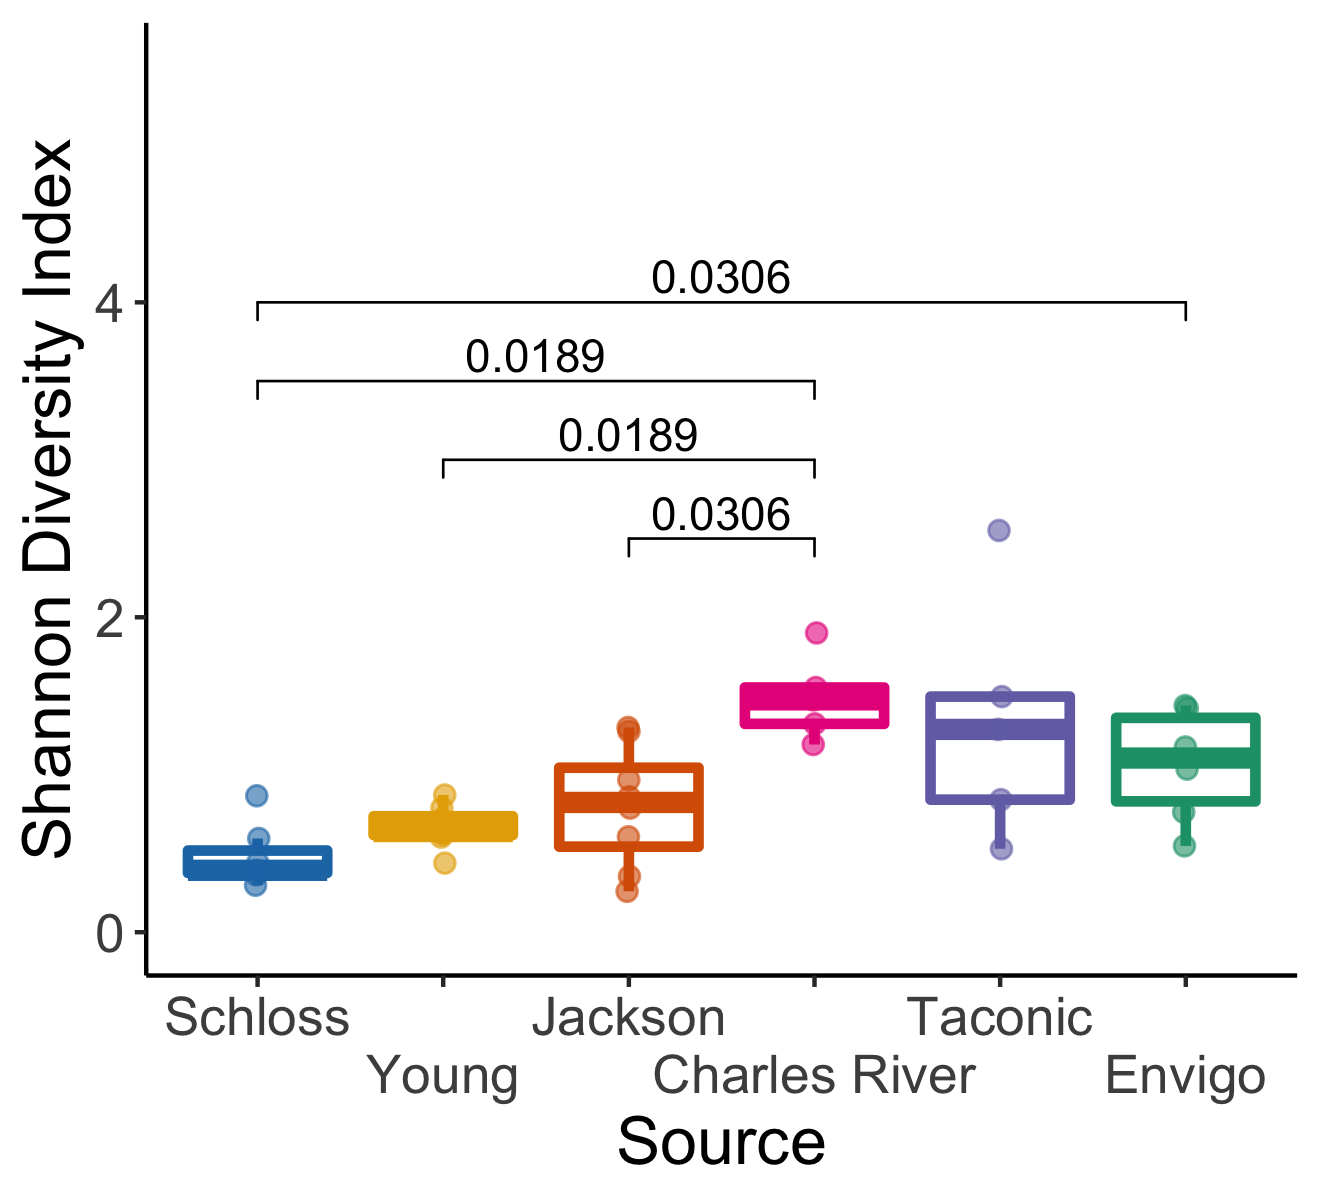 Shannon Diversity Index
4
2
0
0.0306
0.0189
0.0189
0.0306
Schloss
Young
Jackson
Charles River
Taconic
Envigo
Source